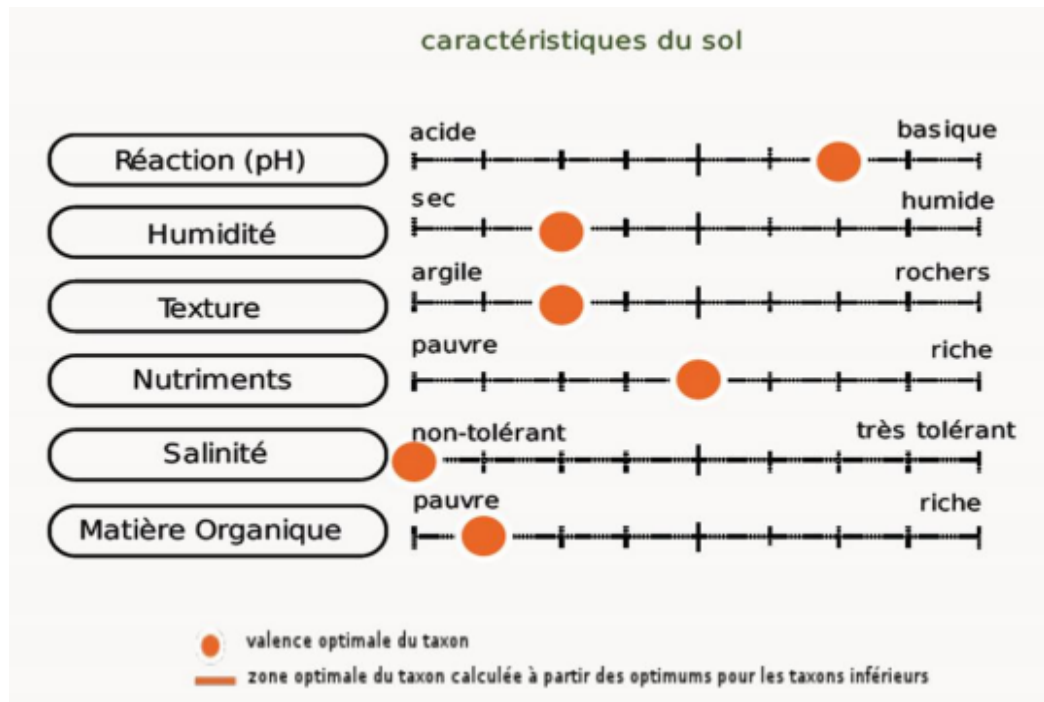 caractéristiques du sol
acide basique
Réaction (pH)
sec humide
Humidité
argile rochers
Texture
pauvre riche
Nutriments
non-tolérant très tolérant
Salinité
pauvre riche
Matière Organique
valence optimale du taxon
zone optimale du taxon calculée à partir des optimums pour les taxons inférieurs